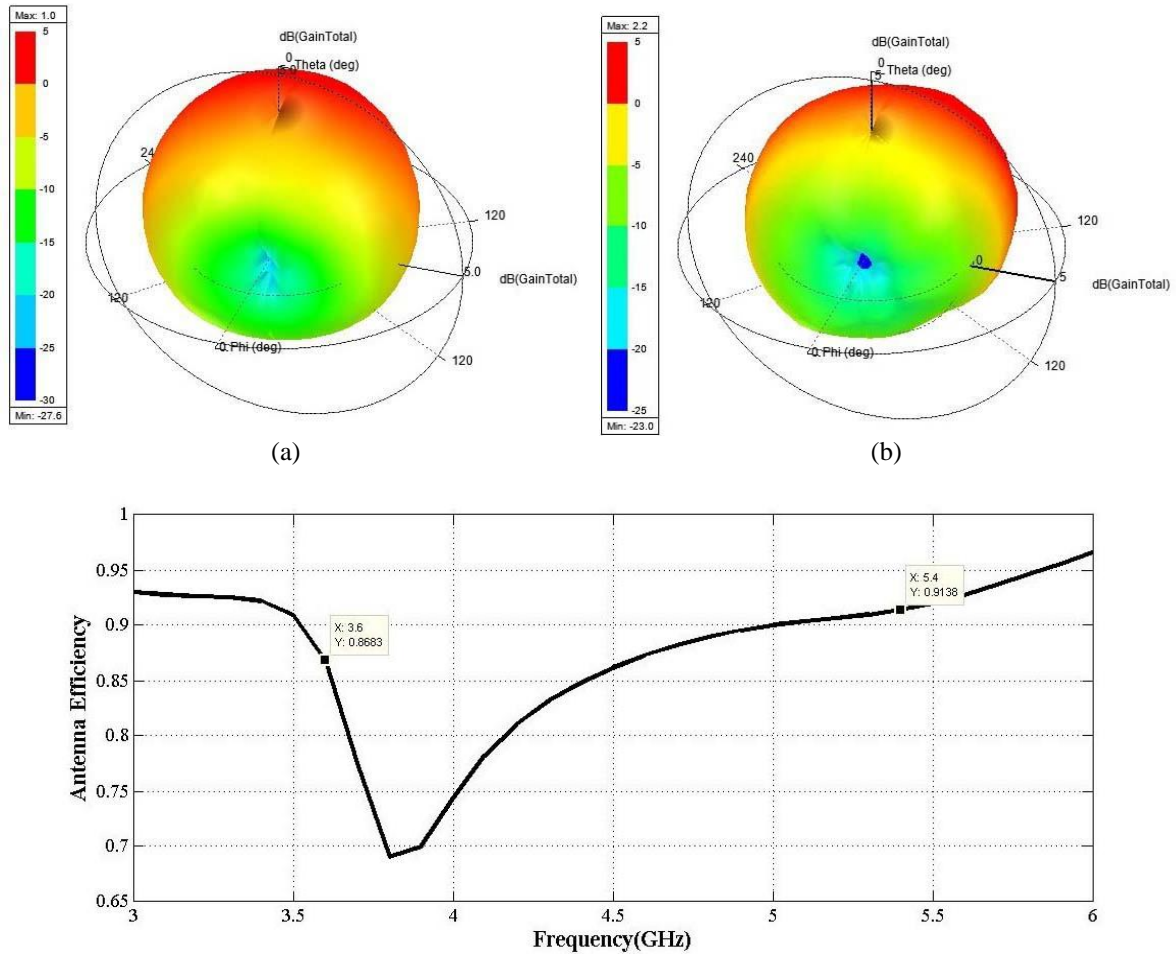 Max: 1.0
5
0
-5
-10
-15
-20
-25
-30
Min: -27.6
dB(GainTotal)
0
Theta (deg)
5.0
24
120
5.0
dB(GainTotal)
120
Phi (deg)
120
(a)
Max: 2.2
5
0
-5
-10
-15
-20
-25
Min: -23.0
dB(GainTotal)
0
5
Theta (deg)
240
120
5
dB(GainTotal)
120
Phi (deg)
120
(b)
1
0.95
0.9
0.85
0.8
0.75
0.7
0.65
Antenna Efficiency
X: 3.6
Y: 0.8683
X: 5.4
Y: 0.9138
3
3.5
4
4.5
5
5.5
6
Frequency(GHz)